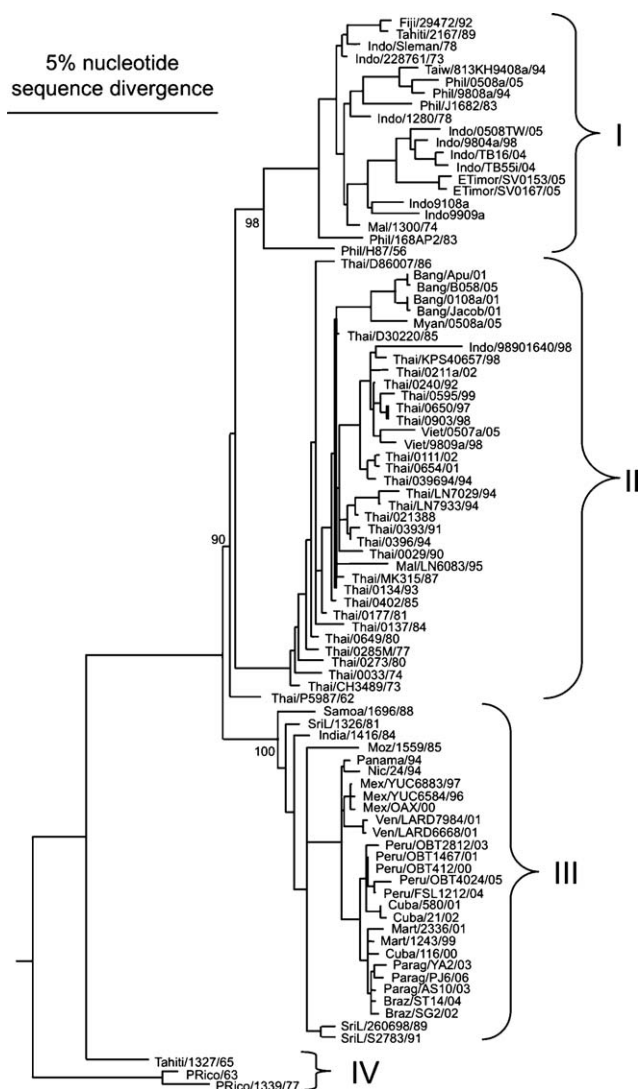 5% nucleotide
sequence divergence
Fiji/29472/92
Tahiti/2167/89
Indo/Sleman/78
Indo/228761/73
Taiw/813KH9408a/94
Phil/0508a/05
Phil/9808a/94
Phil/J1682/83
Indo/1280/78
Indo/0508TW/05
Indo/9804a/98
Indo/TB16/04
Indo/TB55i/04
ETimor/SV0153/05
ETimor/SV0167/05
Indo9108a
Indo9909a
Mal/1300/74
Phil/168AP2/83
98
Phil/H87/56
I
Thai/D86007/86
Bang/Apu/01
Bang/B058/05
Bang/0108a/01
Bang/Jacob/01
Myan/0508a/05
Thai/D30220/85
Indo/98901640/98
Thai/KPS40657/98
Thai/0211a/02
Thai/0240/92
Thai/0595/99
Thai/0650/97
Thai/0903/98
Viet/0507a/05
Viet/9809a/98
Thai/0111/02
Thai/0654/01
Thai/039694/94
Thai/LN7029/94
Thai/LN7933/94
Thai/021388
Thai/0393/91
Thai/0396/94
Thai/0029/90
Mal/LN6083/95
Thai/MK315/87
Thai/0134/93
Thai/0402/85
Thai/0177/81
Thai/0137/84
Thai/0649/80
Thai/0285M/77
Thai/0273/80
Thai/0033/74
Thai/CH3489/73
II
90
Thai/P5987/62
Samoa/1696/88
SriL/1326/81
India/1416/84
100
Moz/1559/85
Panama/94
Nic/24/94
Mex/YUC6883/97
Mex/YUC6584/96
Mex/OAX/00
Ven/LARD7984/01
Ven/LARD6668/01
Peru/OBT2812/03
Peru/OBT1467/01
Peru/OBT412/00
Peru/OBT4024/05
Peru/FSL1212/04
Cuba/580/01
Cuba/21/02
Mart/2336/01
Mart/1243/99
Cuba/116/00
Parag/YA2/03
Parag/PJ6/06
Parag/AS10/03
Braz/ST14/04
Braz/SG2/02
SriL/260698/89
SriL/S2783/91
III
Tahiti/1327/65
PRico/63
PRico/1339/77
IV